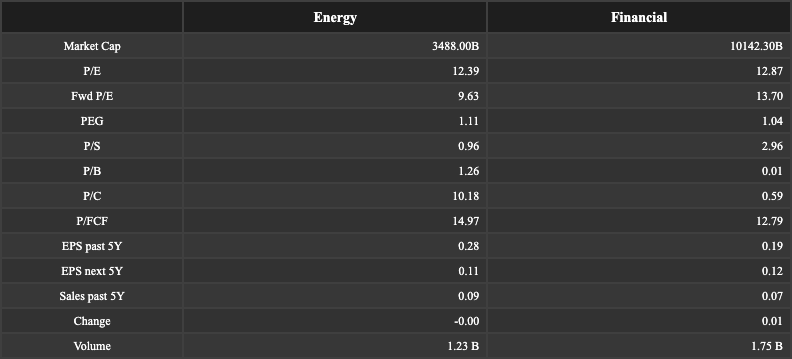 Energy Financial
Market Cap 3488.00B 10142.30B
P/E 12.39 12.87
Fwd P/E 9.63 13.70
PEG 1.11 1.04
P/S 0.96 2.96
P/B 1.26 0.01
P/C 10.18 0.59
P/FCF 14.97 12.79
EPS past 5Y 0.28 0.19
EPS next 5Y 0.11 0.12
Sales past 5Y 0.09 0.07
Change -0.00 0.01
Volume 1.23 B 1.75 B